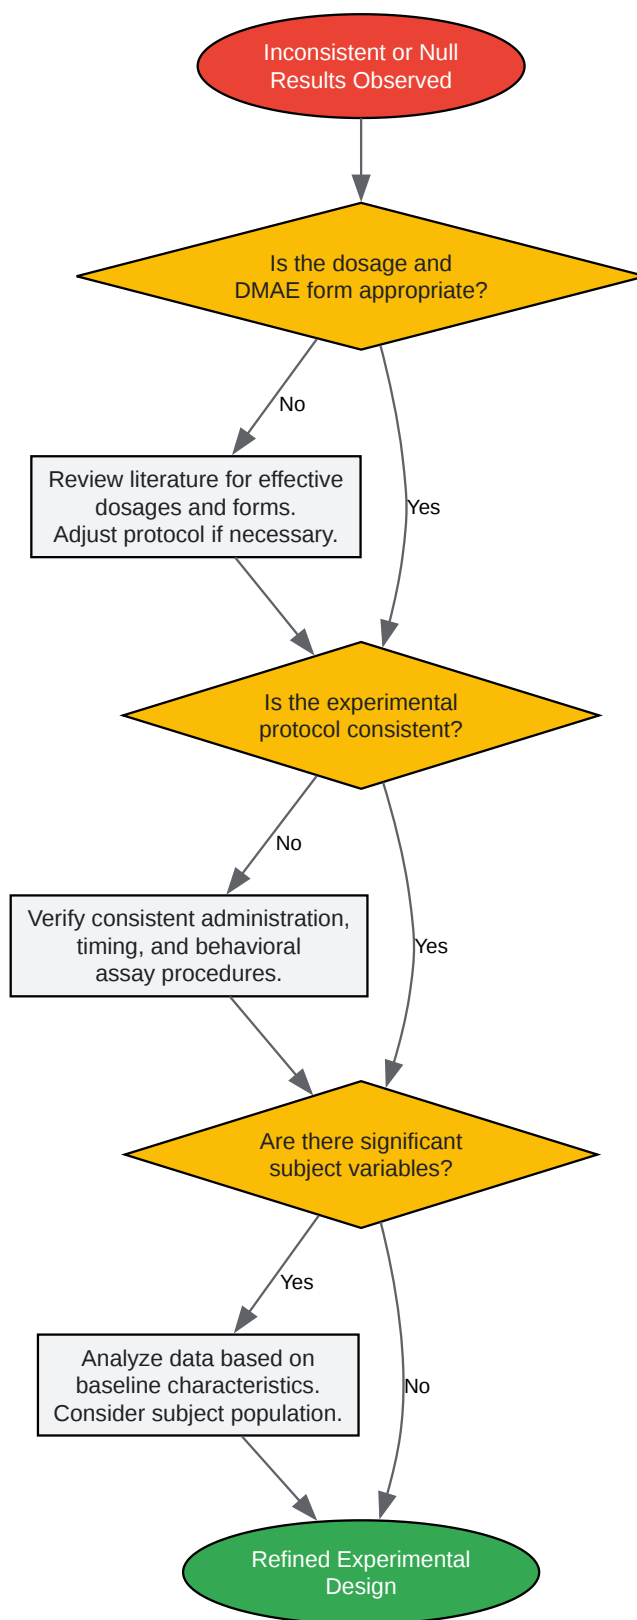 Inconsistent or Null
Results Observed
Is the dosage and
DMAE form appropriate?
No
Review literature for effective
dosages and forms.
Adjust protocol if necessary.
Yes
Is the experimental
protocol consistent?
No
Verify consistent administration,
timing, and behavioral
assay procedures.
Yes
Are there significant
subject variables?
Yes
Analyze data based on
baseline characteristics.
Consider subject population.
No
Refined Experimental
Design